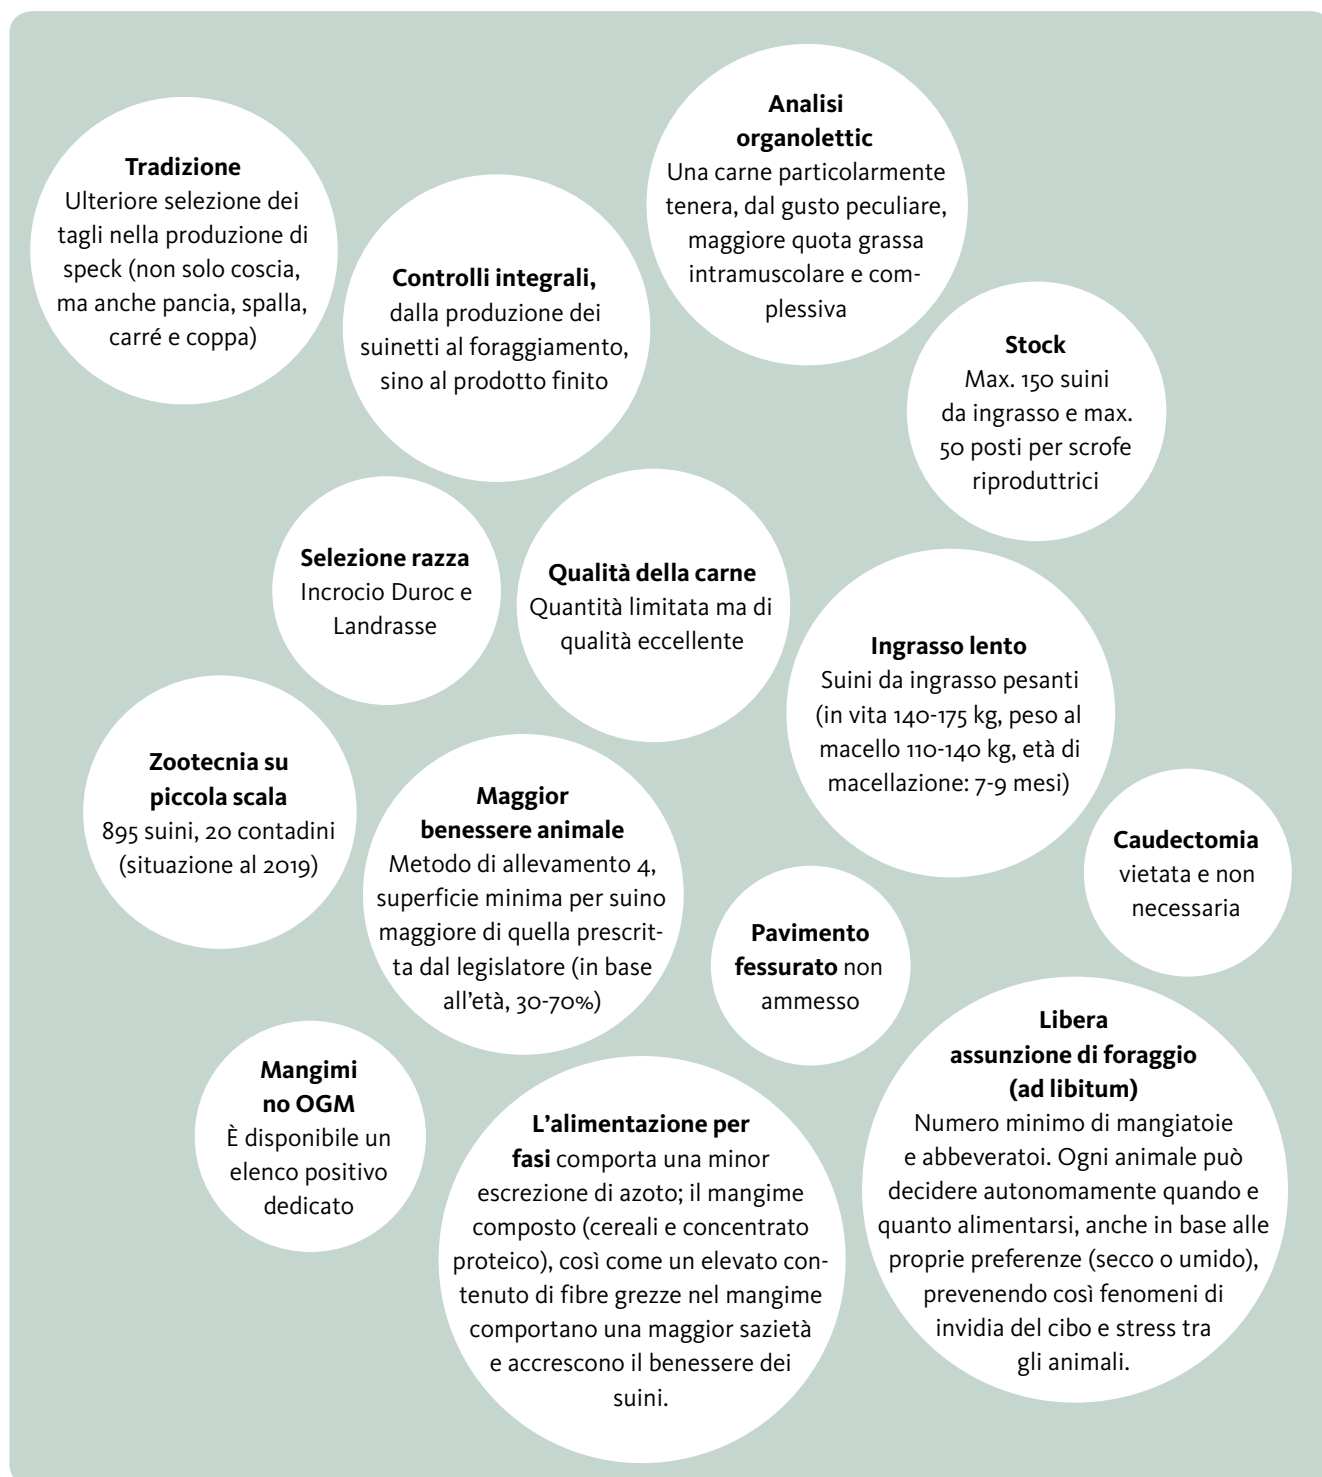 Tradizione
Ulteriore selezione dei
tagli nella produzione di
speck (non solo coscia,
ma anche pancia, spalla,
carré e coppa)
Controlli integrali,
dalla produzione dei
suinetti al foraggiamento,
sino al prodotto finito
Analisi
organolettic
Una carne particolarmente
tenera, dal gusto peculiare,
maggiore quota grassa
intramuscolare e com-
plessiva
Stock
Max. 150 suini
da ingrasso e max.
50 posti per scrofe
riproduttrici
Selezione razza
Incrocio Duroc e
Landrasse
Qualità della carne
Quantità limitata ma di
qualità eccellente
Ingrasso lento
Suini da ingrasso pesanti
(in vita 140-175 kg, peso al
macello 110-140 kg, età di
macellazione: 7-9 mesi)
Zootecnia su
piccola scala
895 suini, 20 contadini
(situazione al 2019)
Maggior
benessere animale
Metodo di allevamento 4,
superficie minima per suino
maggiore di quella prescrit-
ta dal legislatore (in base
all'età, 30-70%)
Caudectomia
vietata e non
necessaria
Pavimento
fessurato non
ammesso
Mangimi
no OGM
È disponibile un
elenco positivo
dedicato
L'alimentazione per
fasi comporta una minor
escrezione di azoto; il mangime
composto (cereali e concentrato
proteico), così come un elevato con-
tenuto di fibre grezze nel mangime
comportano una maggior sazietà
e accrescono il benessere dei
suini.
Libera
assunzione di foraggio
(ad libitum)
Numero minimo di mangiatoie
e abbeveratoi. Ogni animale può
decidere autonomamente quando e
quanto alimentarsi, anche in base alle
proprie preferenze (secco o umido),
prevenendo così fenomeni di
invidia del cibo e stress tra
gli animali.